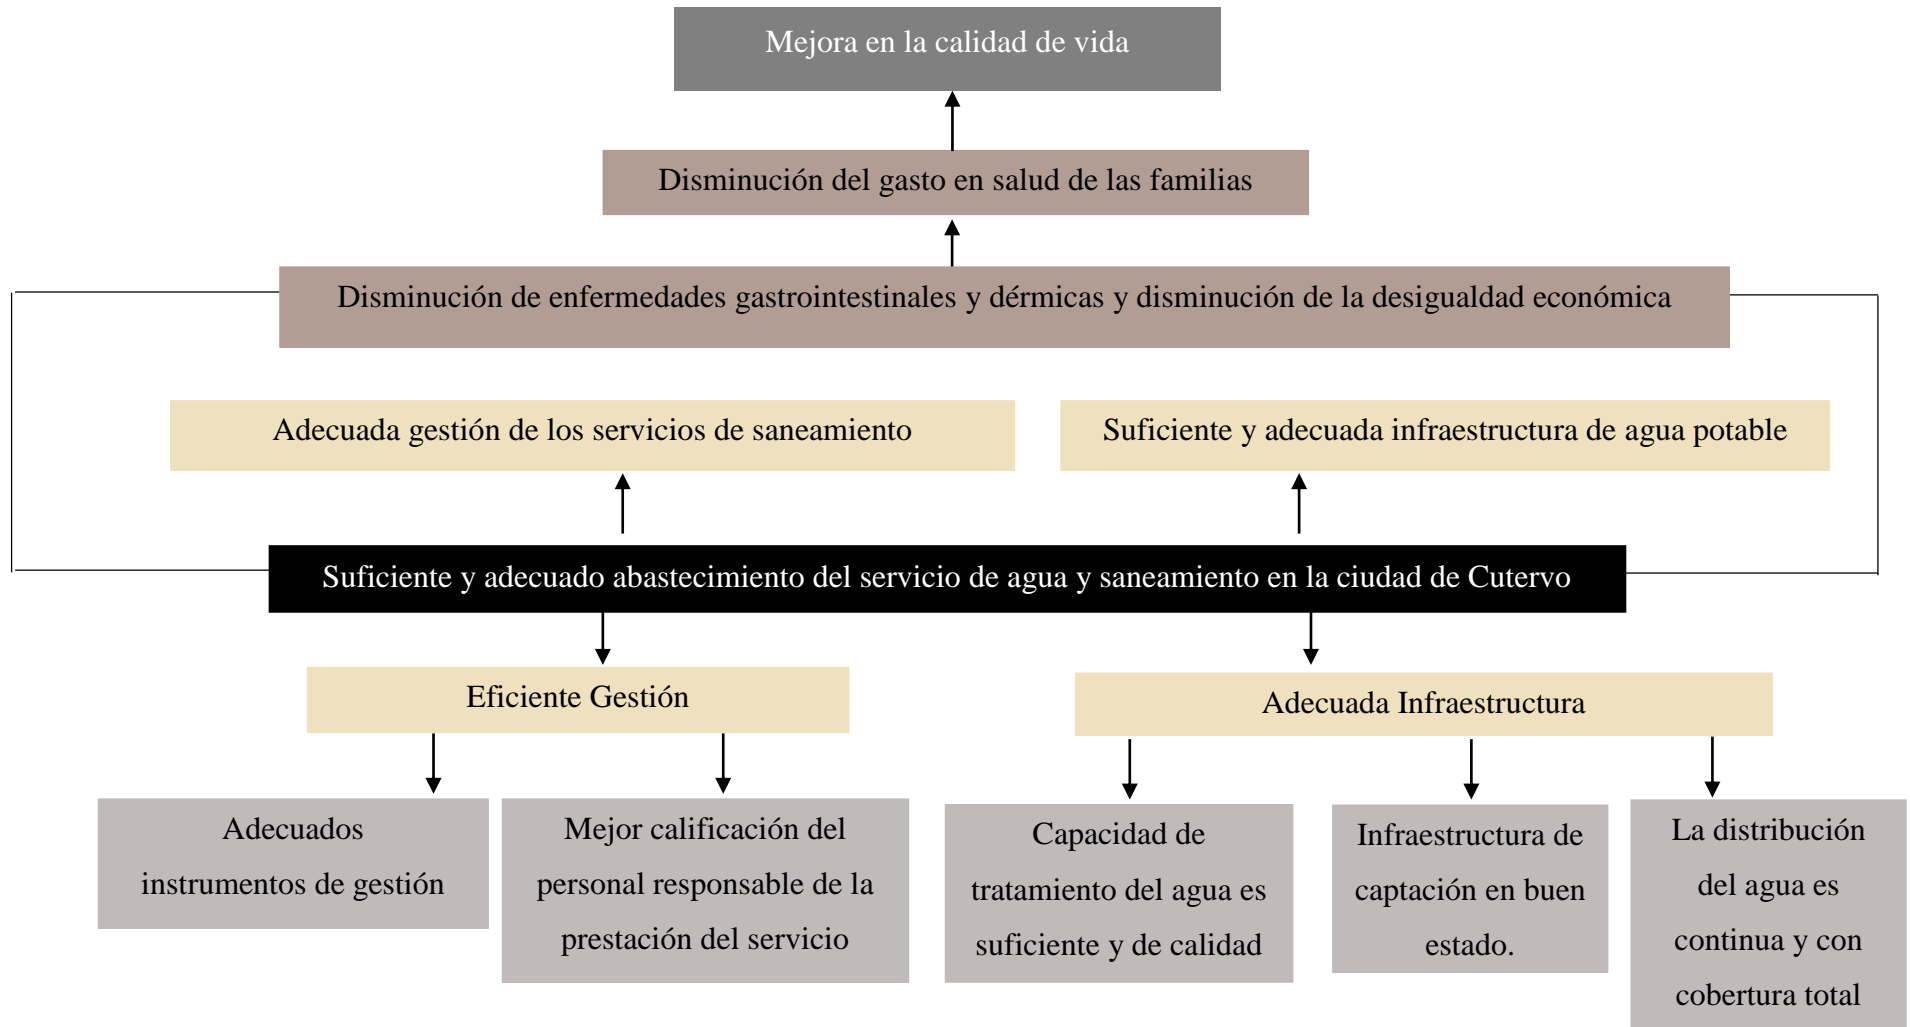 Mejora en la calidad de vida
Disminución del gasto en salud de las familias
Disminución de enfermedades gastrointestinales y dérmicas y disminución de la desigualdad económica
Adecuada gestión de los servicios de saneamiento
Suficiente y adecuada infraestructura de agua potable
Suficiente y adecuado abastecimiento del servicio de agua y saneamiento en la ciudad de Cutervo
Eficiente Gestión
Adecuada Infraestructura
Adecuados
instrumentos de gestión
Mejor calificación del
personal responsable de la
prestación del servicio
Capacidad de
tratamiento del agua es
suficiente y de calidad
Infraestructura de
captación en buen
estado.
La distribución
del agua es
continua y con
cobertura total